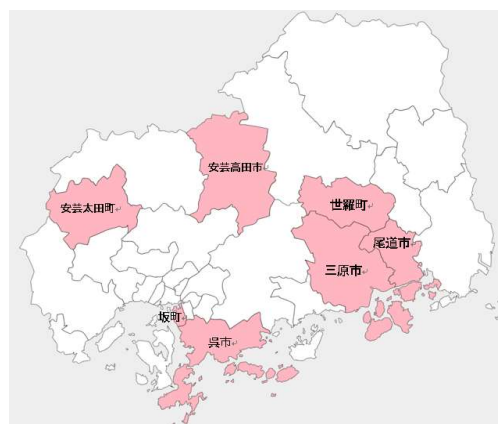 安芸高田市
安芸太田町
世羅町
尾道市
三原市
坂町
呉市